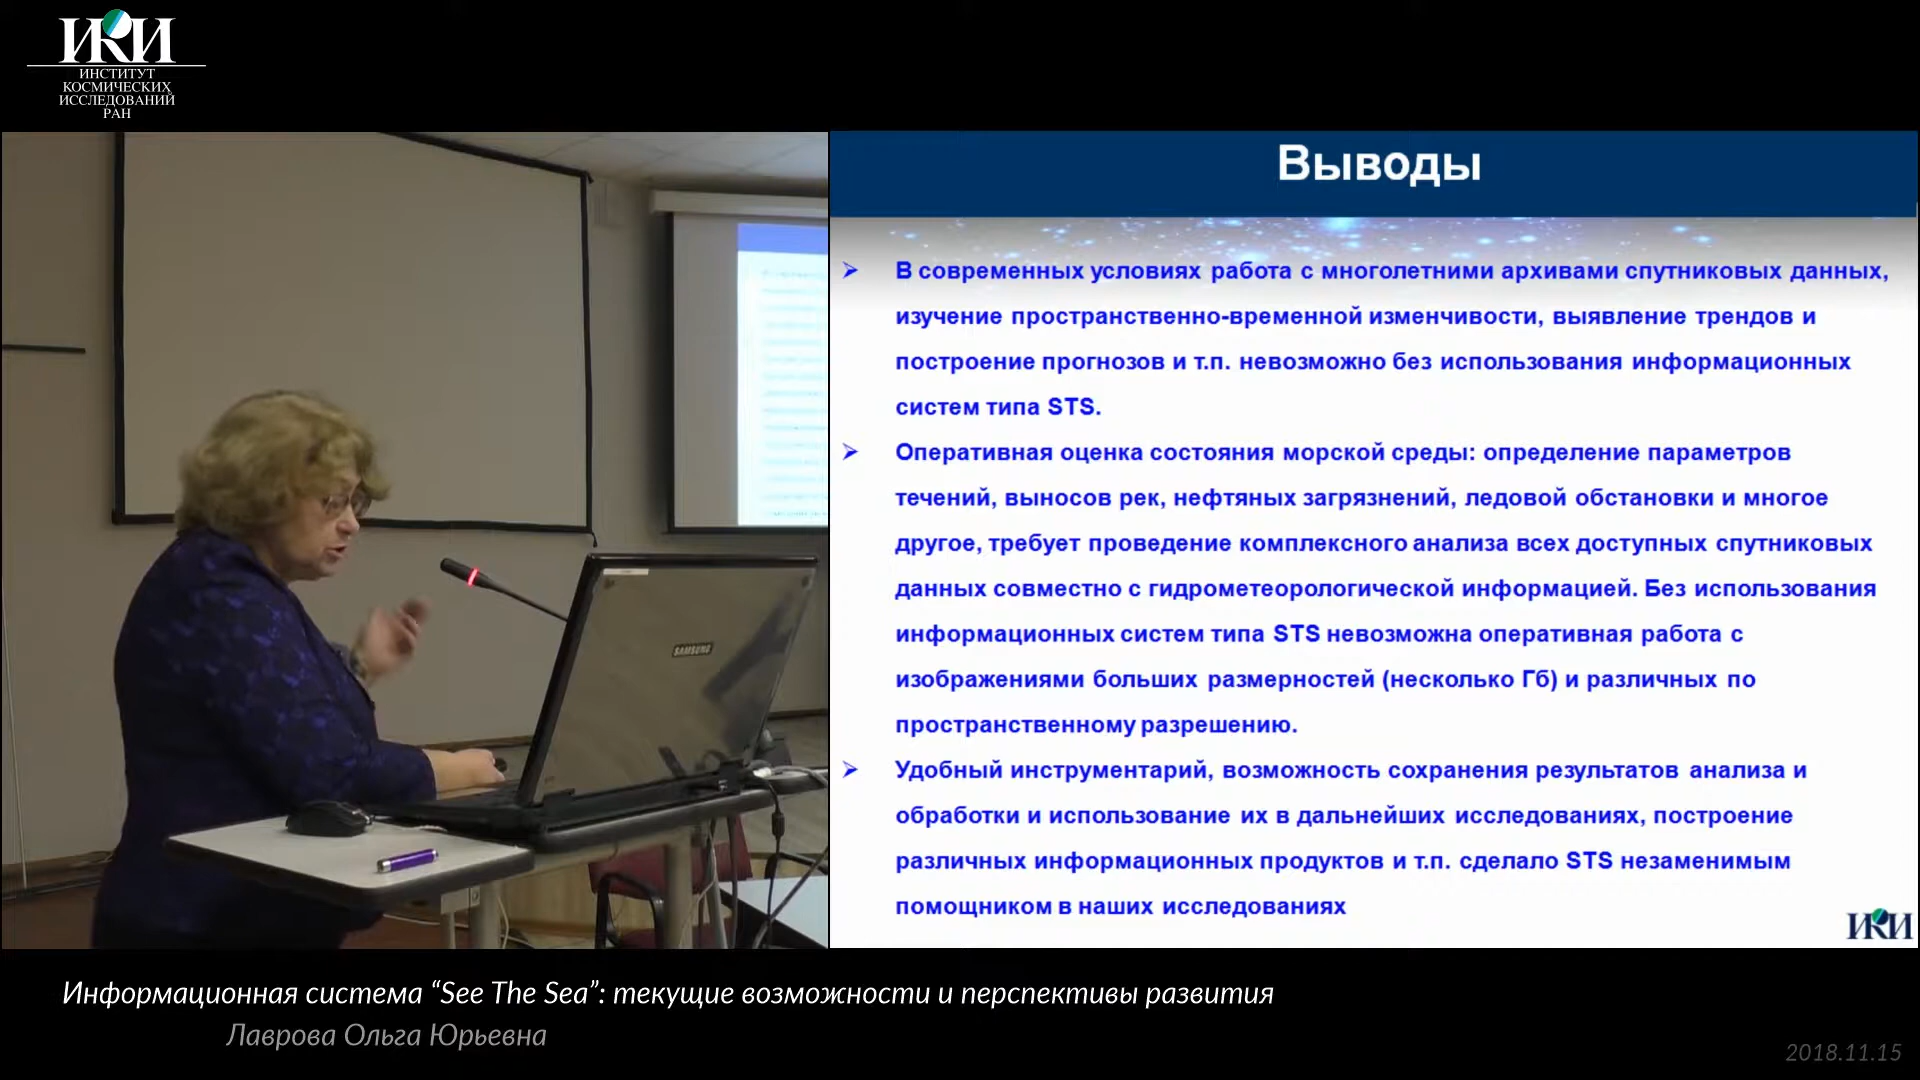 ИКИ
ИНСТИТУТ
КОСМИЧЕСКИХ
ИССЛЕДОВАНИЙ
РАН
Выводы
В современных условиях работа с многолетними архивами спутниковых данных,
изучение пространственно-временной изменчивости, выявление трендов и
построение прогнозов и т.п. невозможно без использования информационных
систем типа STS.
Оперативная оценка состояния морской среды: определение параметров
течений, выносов рек, нефтяных загрязнений, ледовой обстановки и многое
другое, требует проведение комплексного анализа всех доступных спутниковых
данных совместно с гидрометеорологической информацией. Без использования
информационных систем типа STS невозможна оперативная работа с
изображениями больших размерностей (несколько Гб) и различных по
пространственному разрешению.
Удобный инструментарий, возможность сохранения результатов анализа и
обработки и использование их в дальнейших исследованиях, построение
различных информационных продуктов и т.п. сделало STS незаменимым
помощником в наших исследованиях
ИКИ
SAMSUNG
Информационная система “See The Sea”: текущие возможности и перспективы развития
Лаврова Ольга Юрьевна
2018.11.15